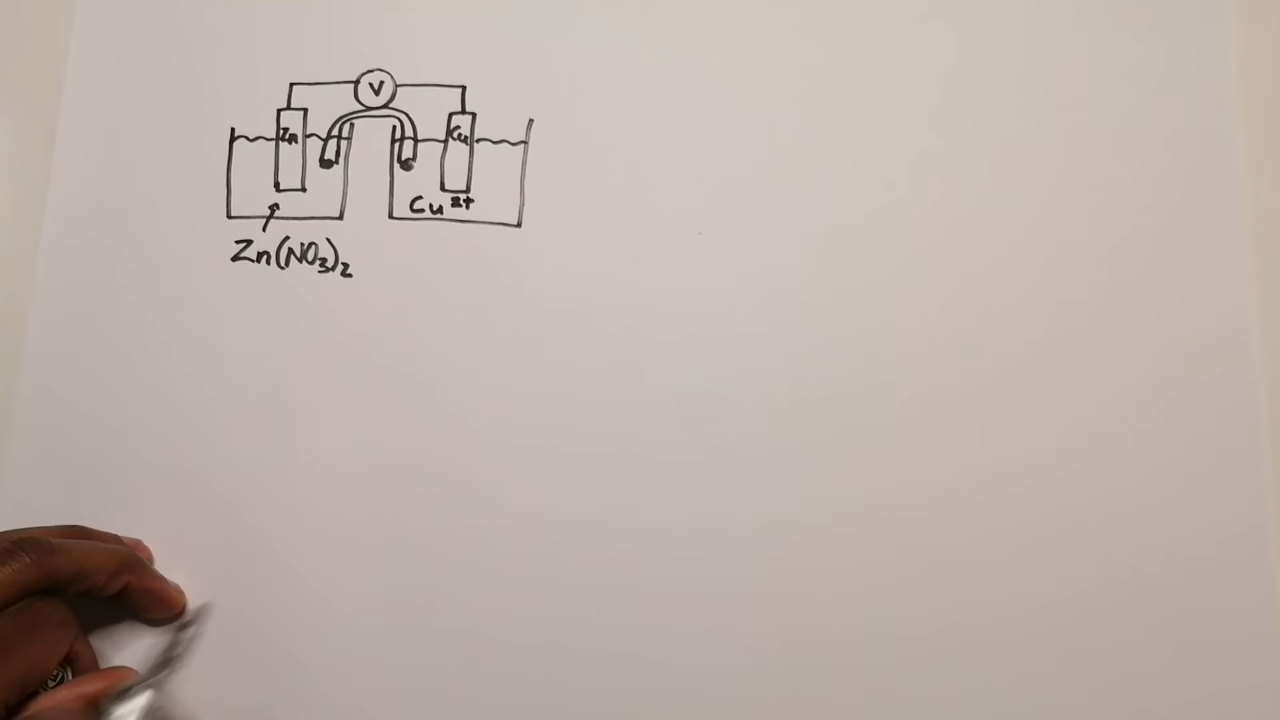 V
Zn
Cu
Cu²⁺
Zn(NO₃)₂